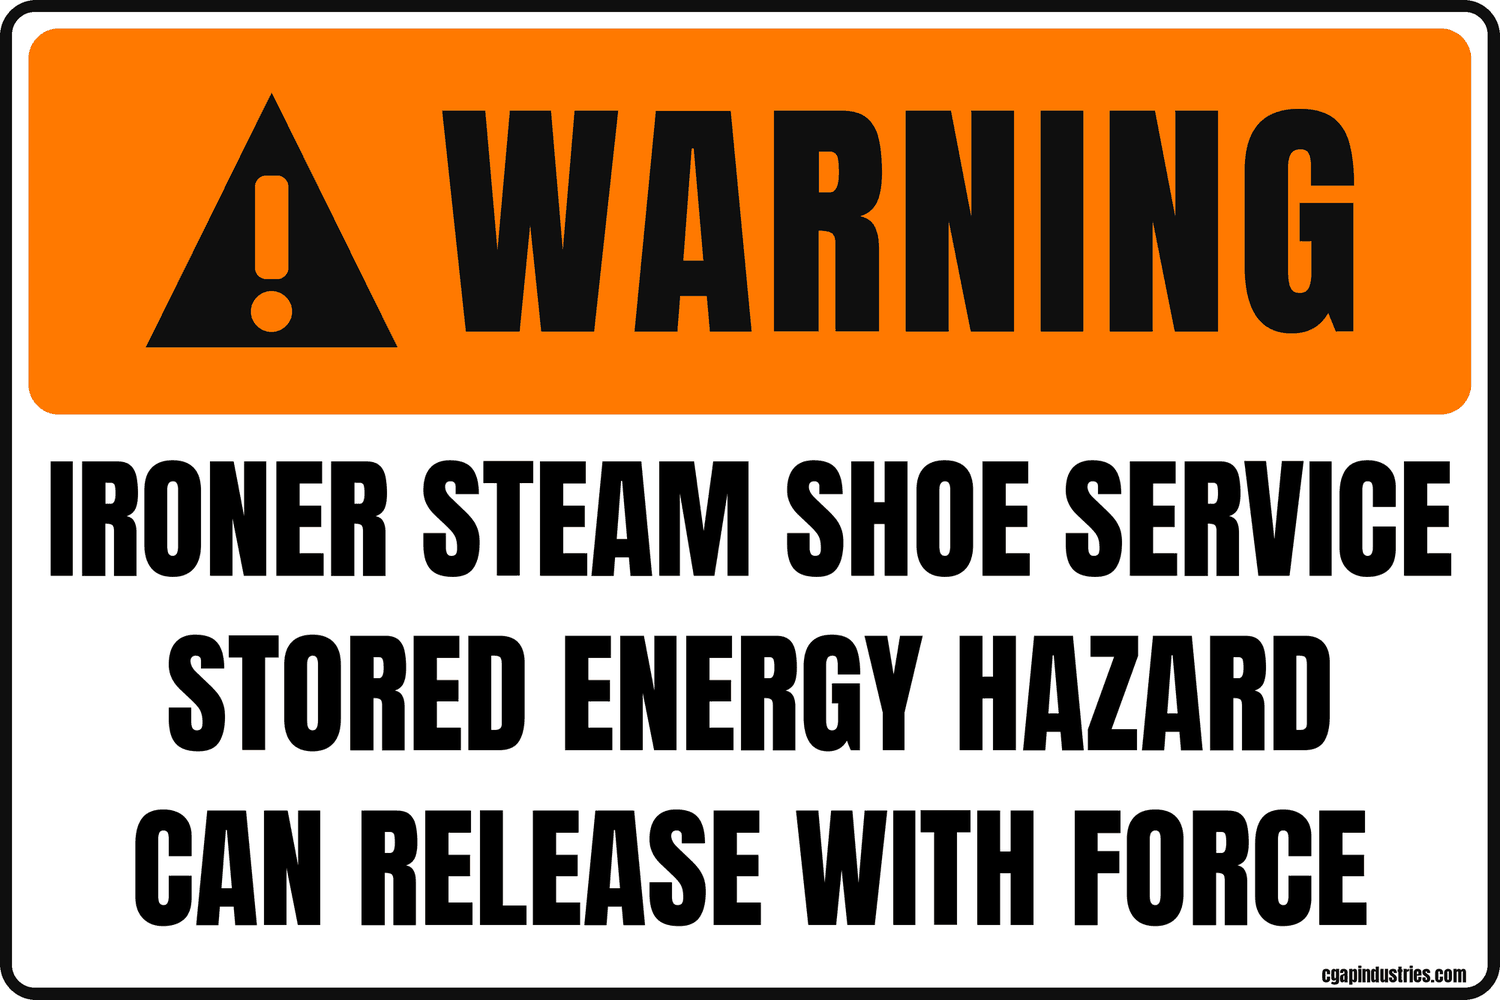 WARNING
IRONER STEAM SHOE SERVICE
STORED ENERGY HAZARD
CAN RELEASE WITH FORCE
cgapindustries.com